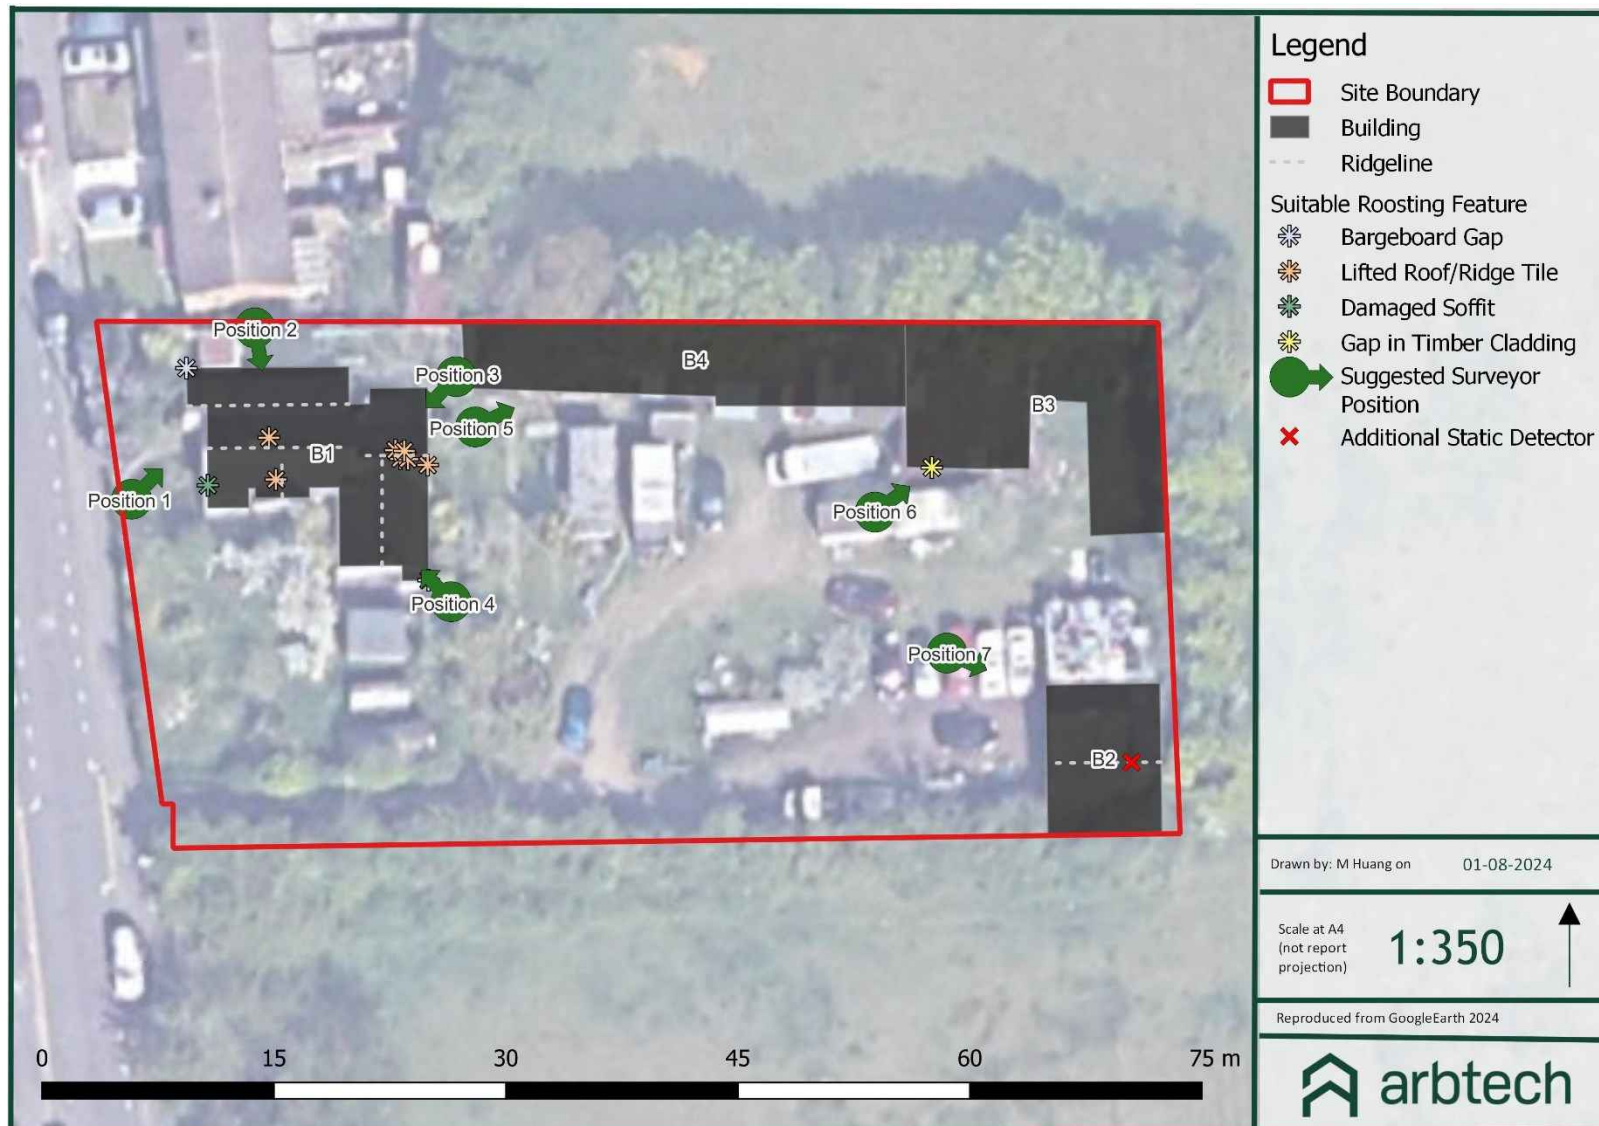 Legend
Site Boundary
Building
Ridgeline
Suitable Roosting Feature
Bargeboard Gap
Lifted Roof/Ridge Tile
Damaged Soffit
Gap in Timber Cladding
Suggested Surveyor
Position
Additional Static Detector
Position 2
Position 3
B4
B3
Position 5
B1
Position 1
Position 6
Position 4
Position 7
B2
Drawn by: M Huang on 01-08-2024
Scale at A4
(not report
projection)
1:350
Reproduced from GoogleEarth 2024
0 15 30 45 60 75 m
arbtech